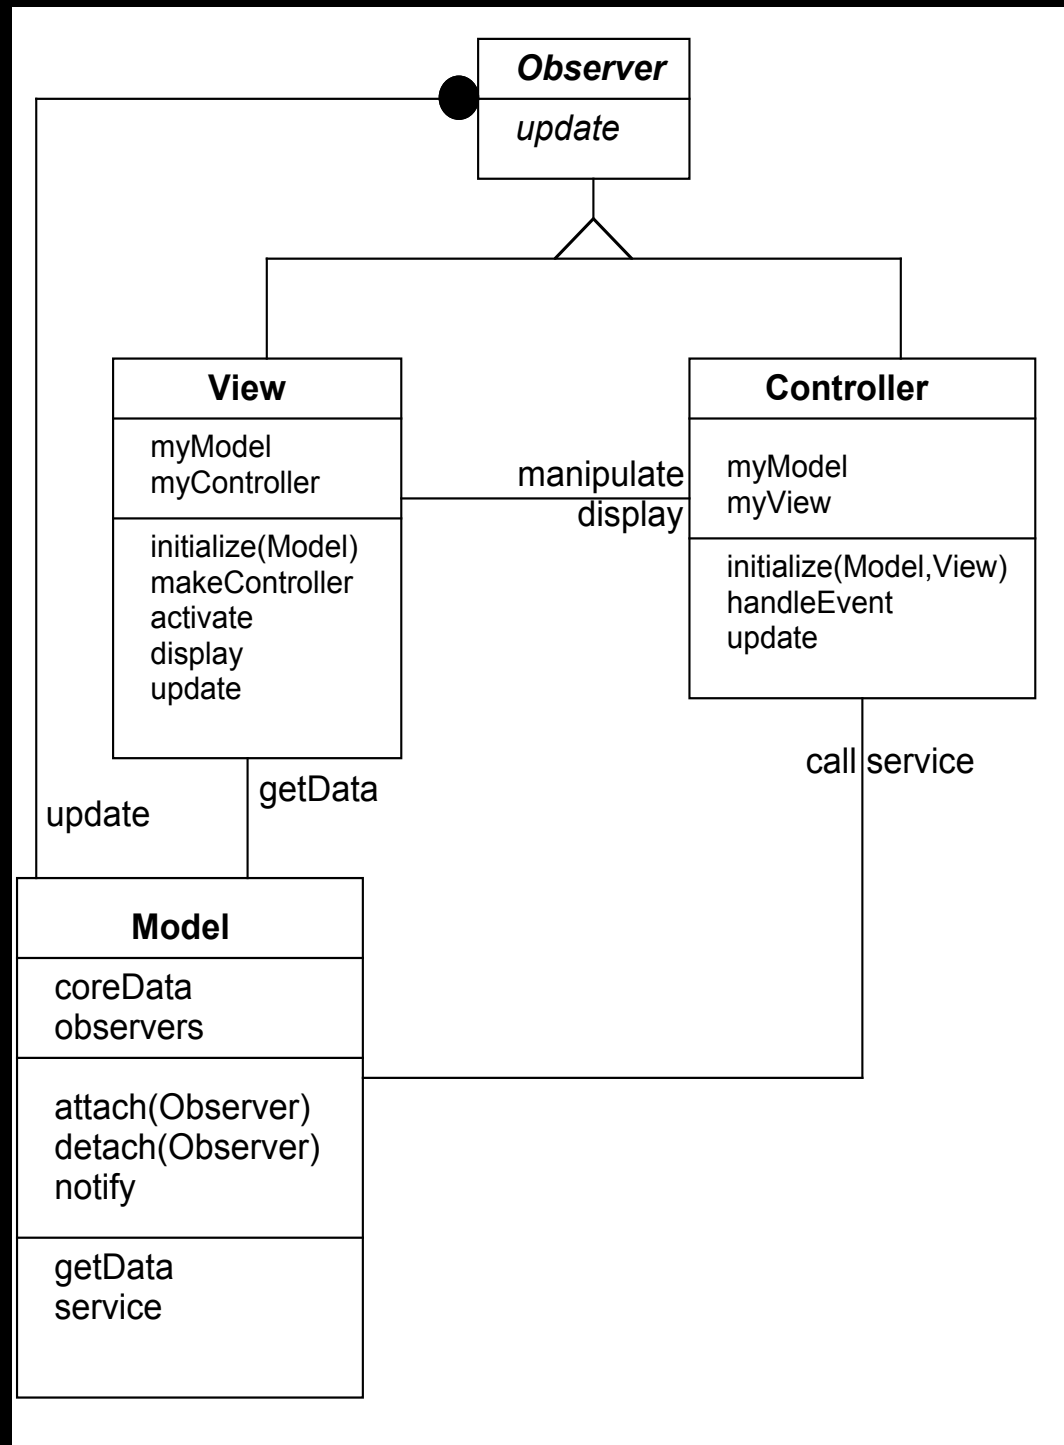 Observer
update
View
myModel
myController
initialize(Model)
makeController
activate
display
update
manipulate
display
Controller
myModel
myView
initialize(Model,View)
handleEvent
update
call service
getData
update
Model
coreData
observers
attach(Observer)
detach(Observer)
notify
getData
service